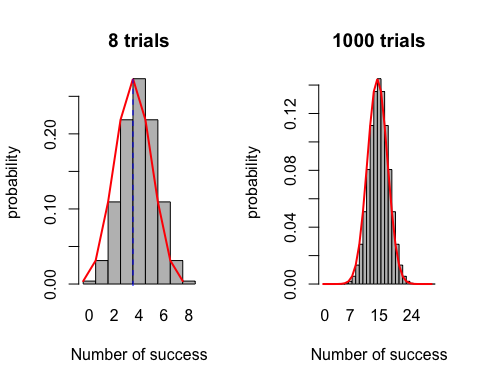 8 trials
probability
0.00 0.10 0.20
0 2 4 6 8
Number of success
1000 trials
probability
0.00 0.04 0.08 0.12
0 7 15 24
Number of success